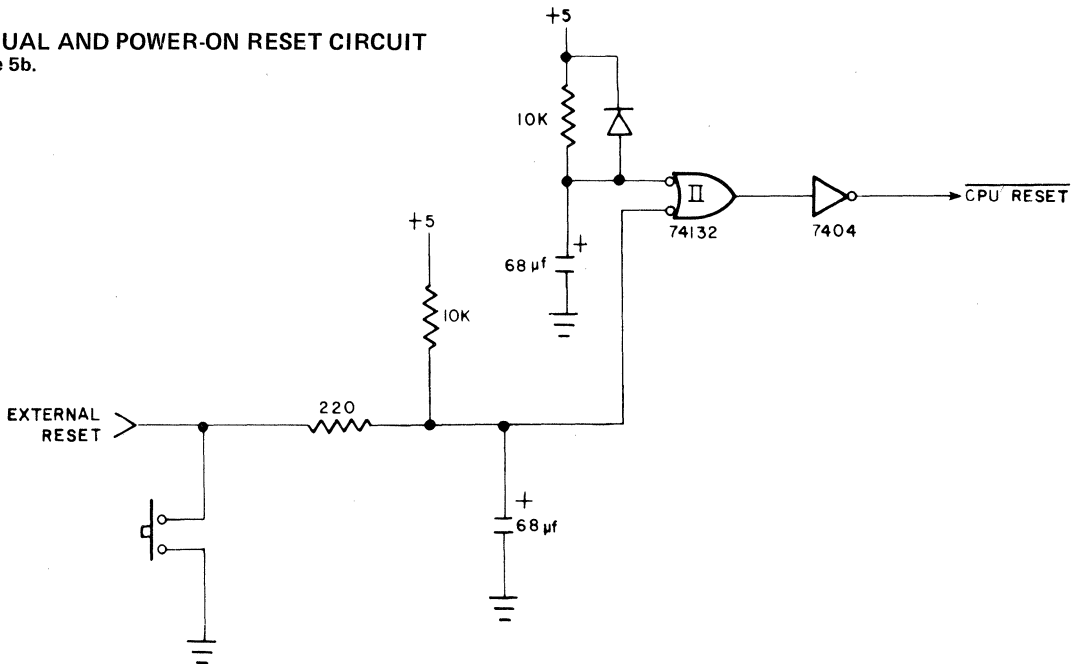 UAL AND POWER-ON RESET CIRCUIT
e 5b.
+5
10K
II
74132
7404
CPU RESET
+
68 µf
+5
10K
220
EXTERNAL
RESET
+
68 µf